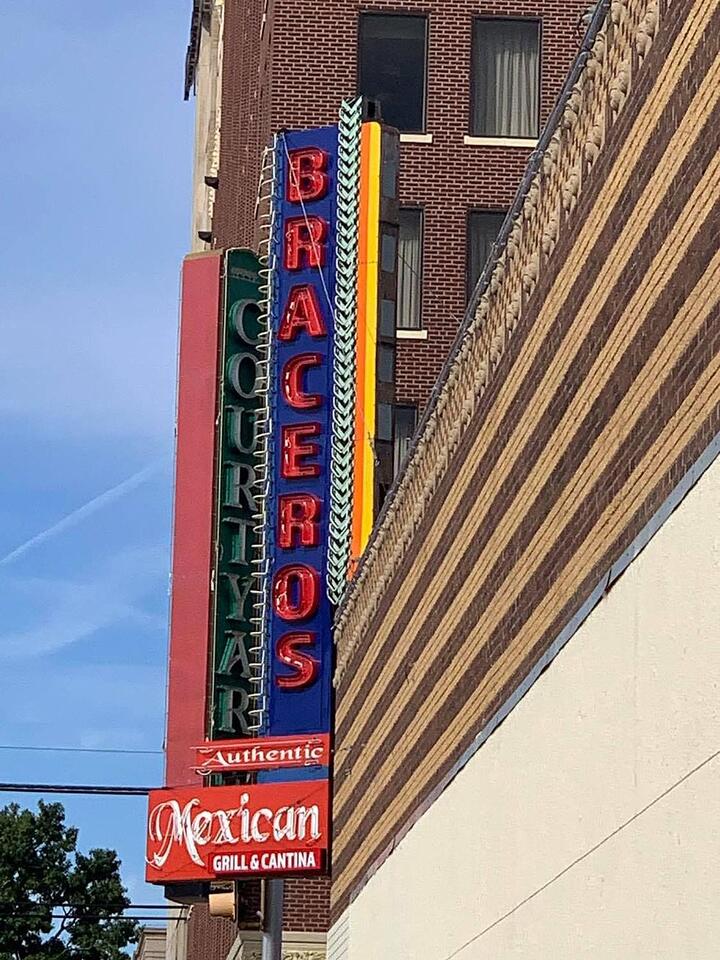 COURTYAR
BRACEROS
Authentic
Mexican
GRILL & CANTINA